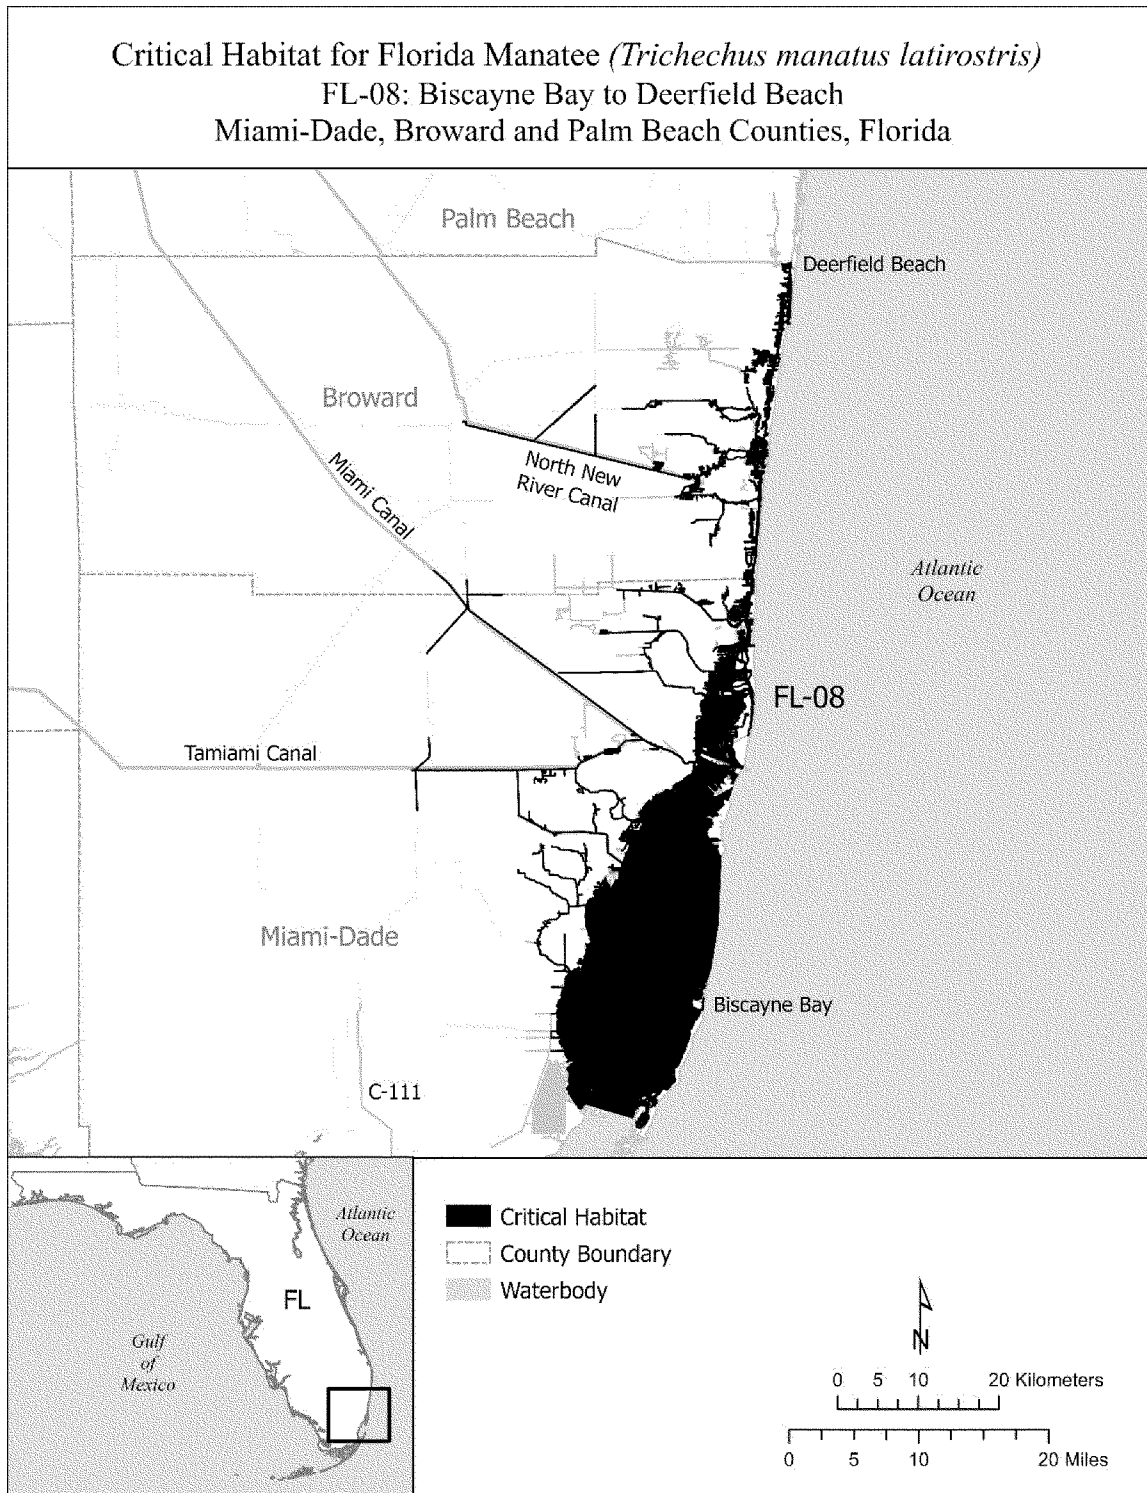 Critical Habitat for Florida Manatee (Trichechus manatus latirostris)
FL-08: Biscayne Bay to Deerfield Beach
Miami-Dade, Broward and Palm Beach Counties, Florida
Palm Beach
Deerfield Beach
Broward
Miami Canal
North New
River Canal
Atlantic
Ocean
FL-08
Tamiami Canal
Miami-Dade
Biscayne Bay
C-111
Atlantic
Ocean
FL
Gulf
of
Mexico
Critical Habitat
County Boundary
Waterbody
N
0 5 10 20 Kilometers
0 5 10 20 Miles